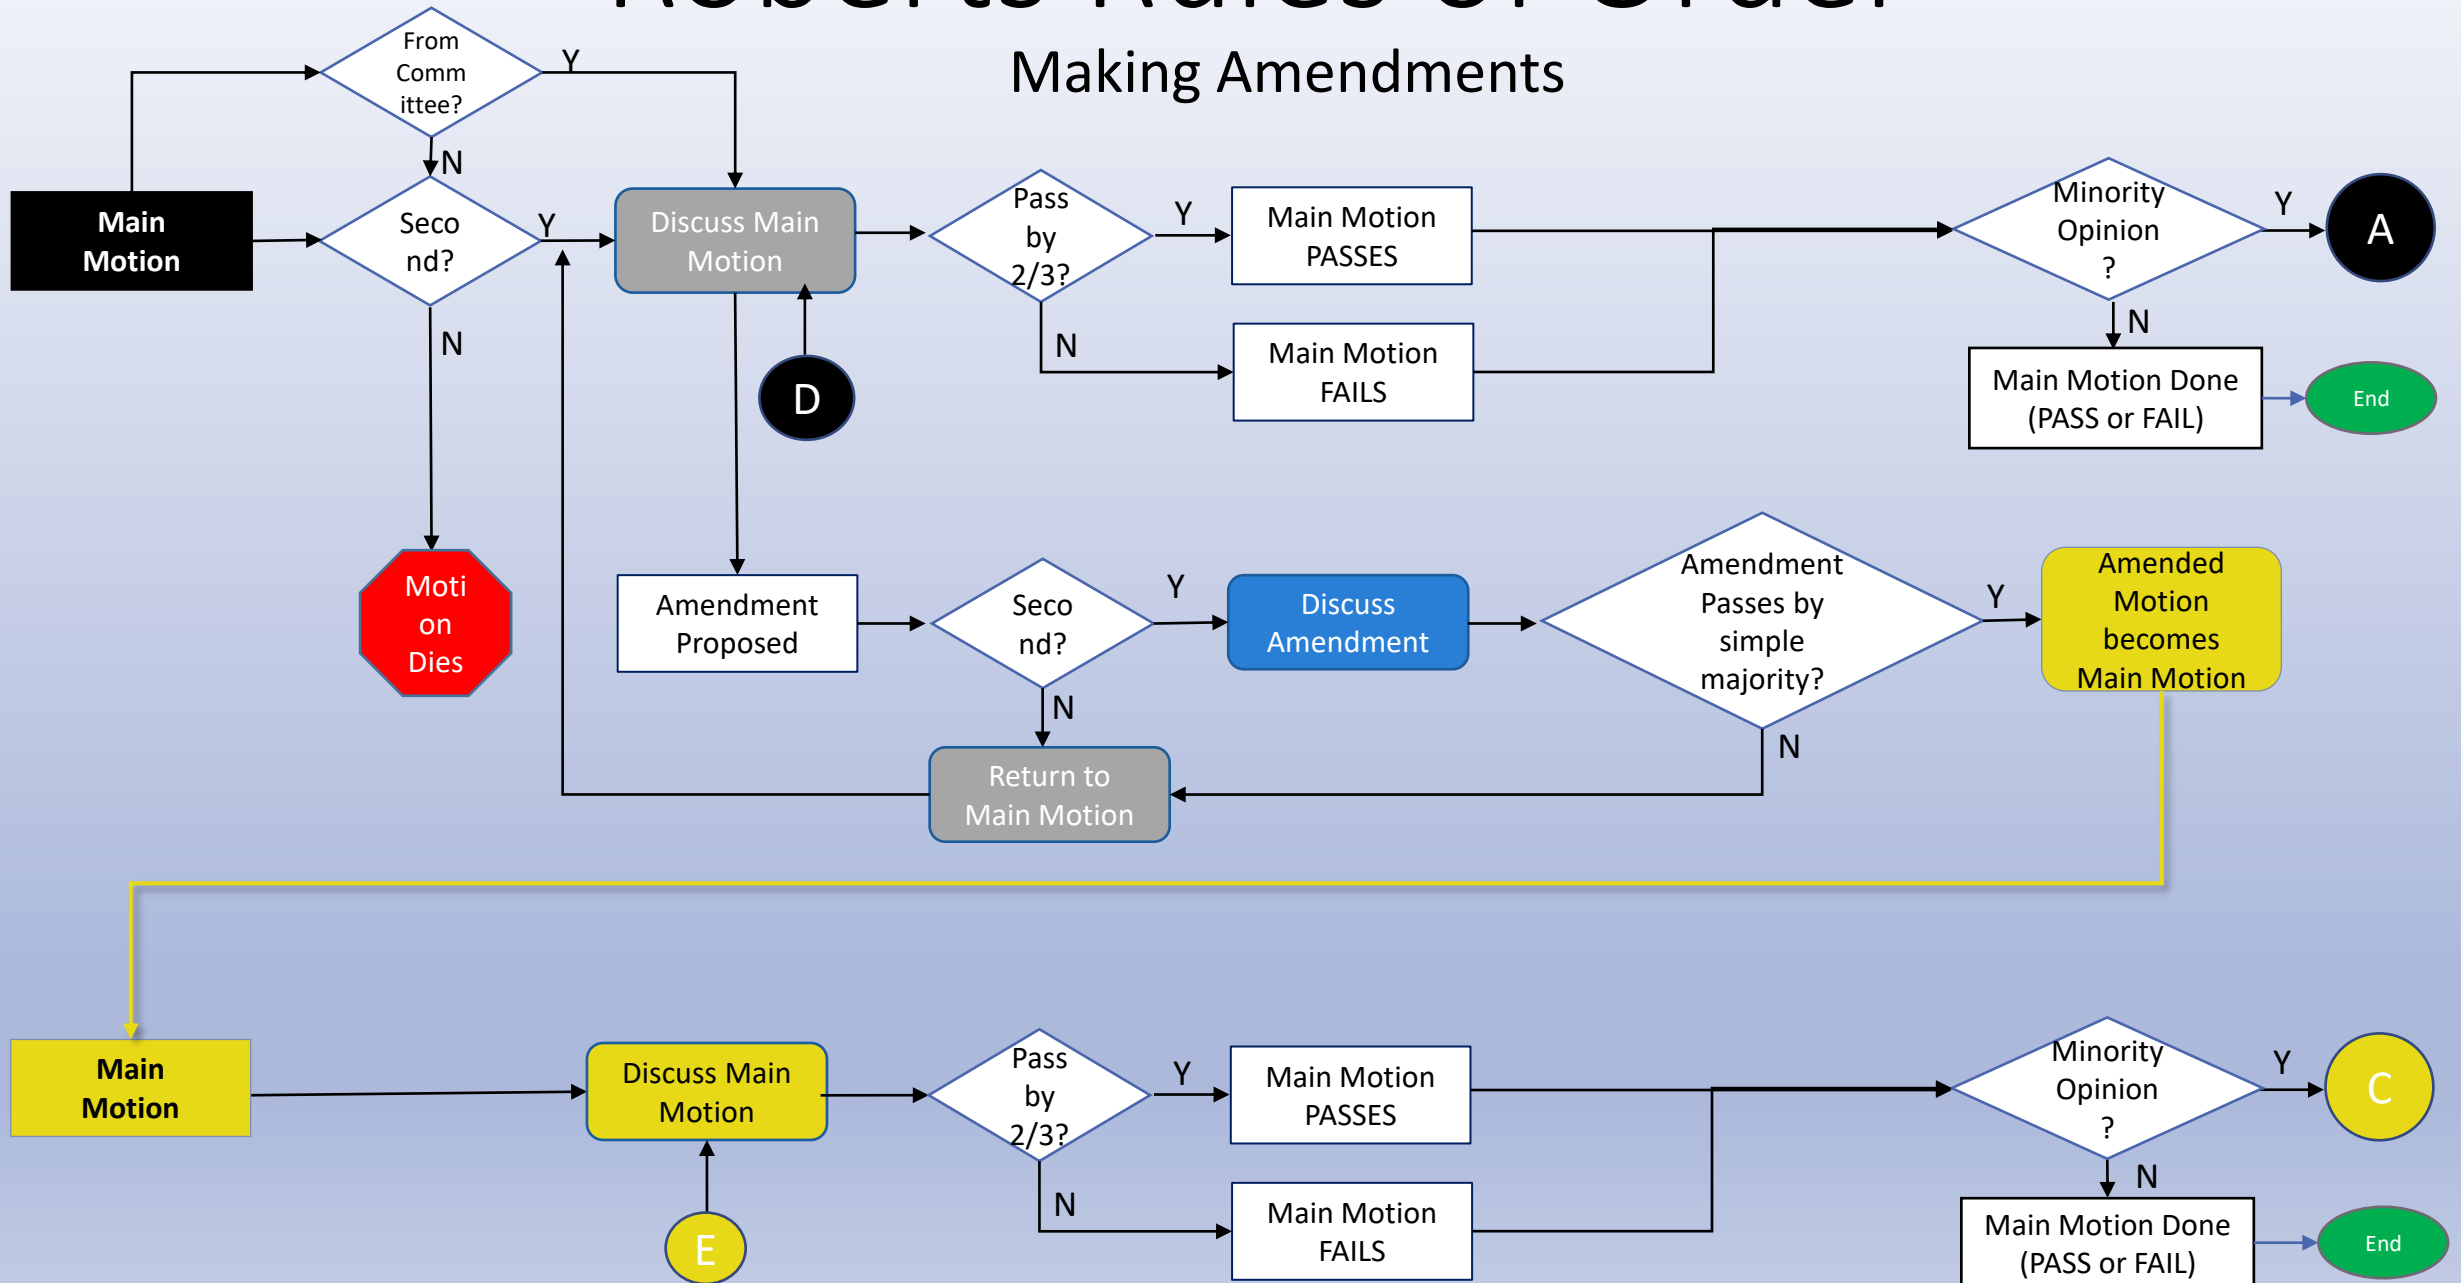 Roberts Rules of Order
Making Amendments
From
Comm
ittee?
Y
N
Main
Motion
Seco
nd?
Y
N
Discuss Main
Motion
D
Pass
by
2/3?
Y
N
Main Motion
PASSES
Main Motion
FAILS
Minority
Opinion
?
Y
A
N
Main Motion Done
(PASS or FAIL)
End
Moti
on
Dies
Amendment
Proposed
Seco
nd?
Y
N
Discuss
Amendment
Amendment
Passes by
simple
majority?
Y
N
Amended
Motion
becomes
Main Motion
Return to
Main Motion
Main
Motion
Discuss Main
Motion
E
Pass
by
2/3?
Y
N
Main Motion
PASSES
Main Motion
FAILS
Minority
Opinion
?
Y
C
N
Main Motion Done
(PASS or FAIL)
End